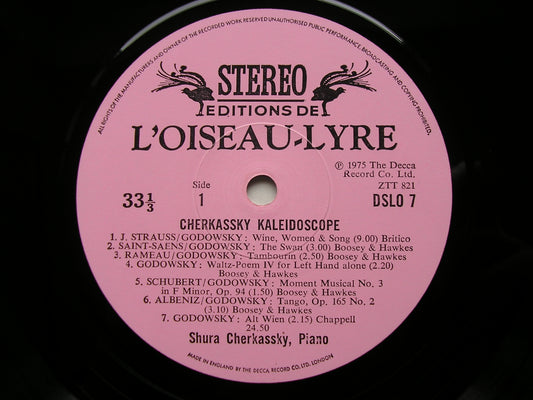 ALL RIGHTS OF THE MANUFACTURER AND OF THE OWNER OF THE RECORDED WORK RESERVED UNAUTHORISED PUBLIC PERFORMANCE, BROADCASTING AND COPYING PROHIBITED.
STEREO
EDITIONS DE
L'OISEAU-LYRE
℗ 1975 The Decca
Record Co. Ltd.
ZTT 821
33⅓
Side
1
DSLO 7
CHERKASSKY KALEIDOSCOPE
1. J. STRAUSS/GODOWSKY: Wine, Women & Song (9.00) Britico
2. SAINT-SAENS/GODOWSKY: The Swan (3.00) Boosey & Hawkes
3. RAMEAU/GODOWSKY: Tambourin (2.50) Boosey & Hawkes
4. GODOWSKY: Waltz-Poem IV for Left Hand alone (2.20)
Boosey & Hawkes
5. SCHUBERT/GODOWSKY: Moment Musical No. 3
in F Minor, Op. 94 (1.50) Boosey & Hawkes
6. ALBENIZ/GODOWSKY: Tango, Op. 165 No. 2
(3.10) Boosey & Hawkes
7. GODOWSKY: Alt Wien (2.15) Chappell
24.50
Shura Cherkassky, Piano
MADE IN ENGLAND BY THE DECCA RECORD CO. LTD., LONDON